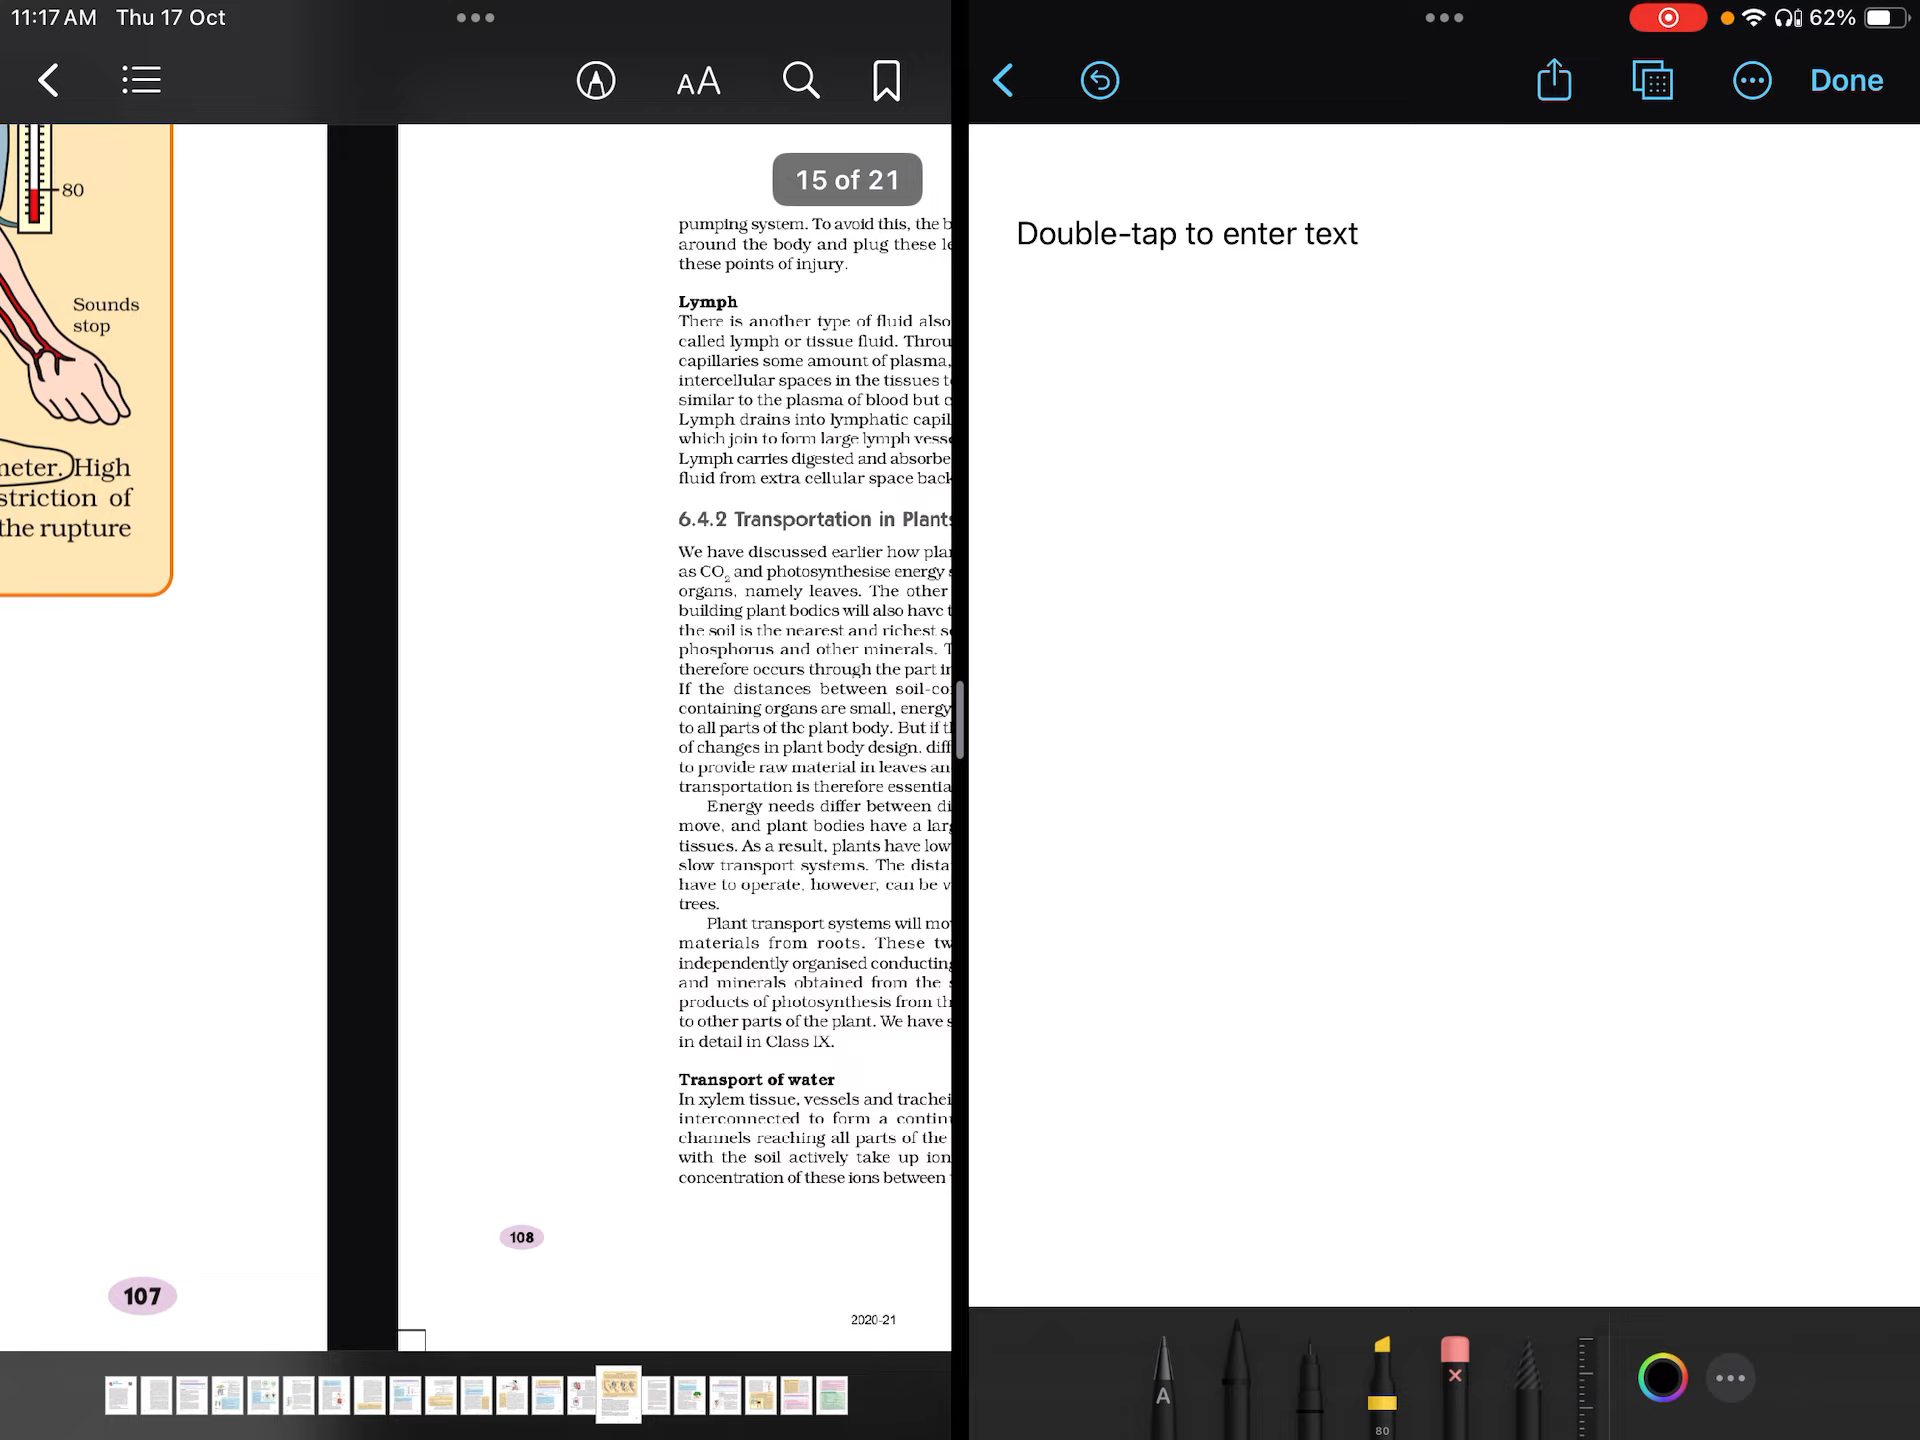 11:17 AM Thu 17 Oct
62%
Done
80
Sounds
stop
neter. High
striction of
the rupture
107
15 of 21
pumping system. To avoid this, the b
around the body and plug these le
these points of injury.
Lymph
There is another type of fluid also
called lymph or tissue fluid. Throu
capillaries some amount of plasma,
intercellular spaces in the tissues t
similar to the plasma of blood but c
Lymph drains into lymphatic capil
which join to form large lymph vess
Lymph carries digested and absorbe
fluid from extra cellular space back
6.4.2 Transportation in Plants
We have discussed earlier how pla
as CO2 and photosynthesise energy s
organs, namely leaves. The other
building plant bodies will also have t
the soil is the nearest and richest s
phosphorus and other minerals. T
therefore occurs through the part in
If the distances between soil-co
containing organs are small, energy
to all parts of the plant body. But if t
of changes in plant body design, diff
to provide raw material in leaves an
transportation is therefore essentia
Energy needs differ between di
move, and plant bodies have a larg
tissues. As a result, plants have low
slow transport systems. The dista
have to operate, however, can be v
trees.
Plant transport systems will mo
materials from roots. These tw
independently organised conducting
and minerals obtained from the s
products of photosynthesis from th
to other parts of the plant. We have s
in detail in Class IX.
Transport of water
In xylem tissue, vessels and trachei
interconnected to form a contin
channels reaching all parts of the
with the soil actively take up ion
concentration of these ions between
108
2020-21
Double-tap to enter text
A
80